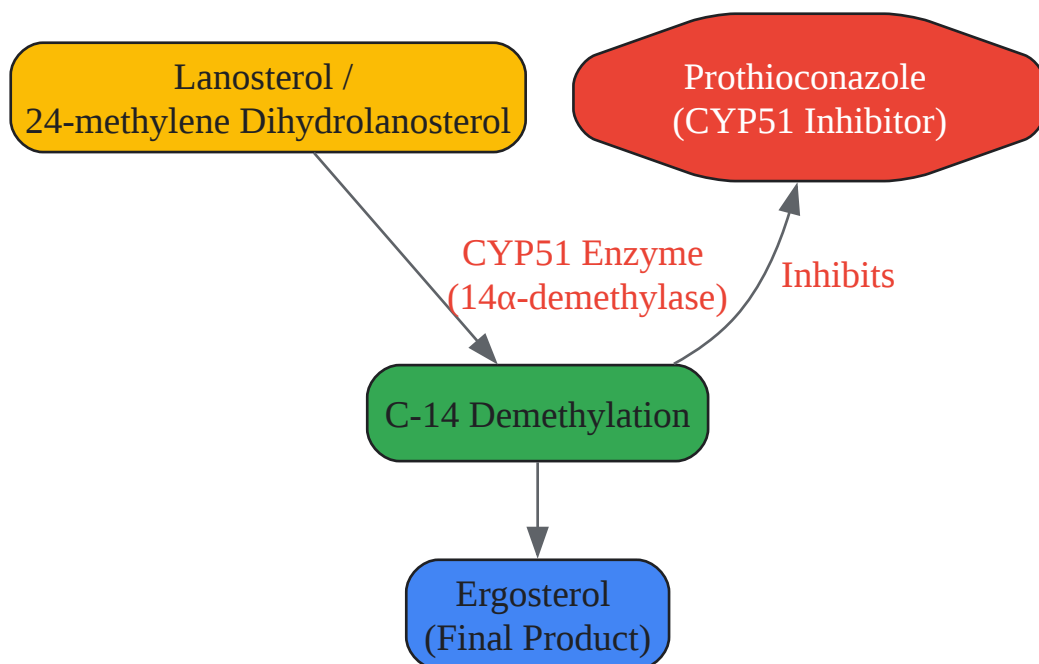 Lanosterol /
24-methylene Dihydrolanosterol
Prothioconazole
(CYP51 Inhibitor)
CYP51 Enzyme
(14α-demethylase)
Inhibits
C-14 Demethylation
Ergosterol
(Final Product)